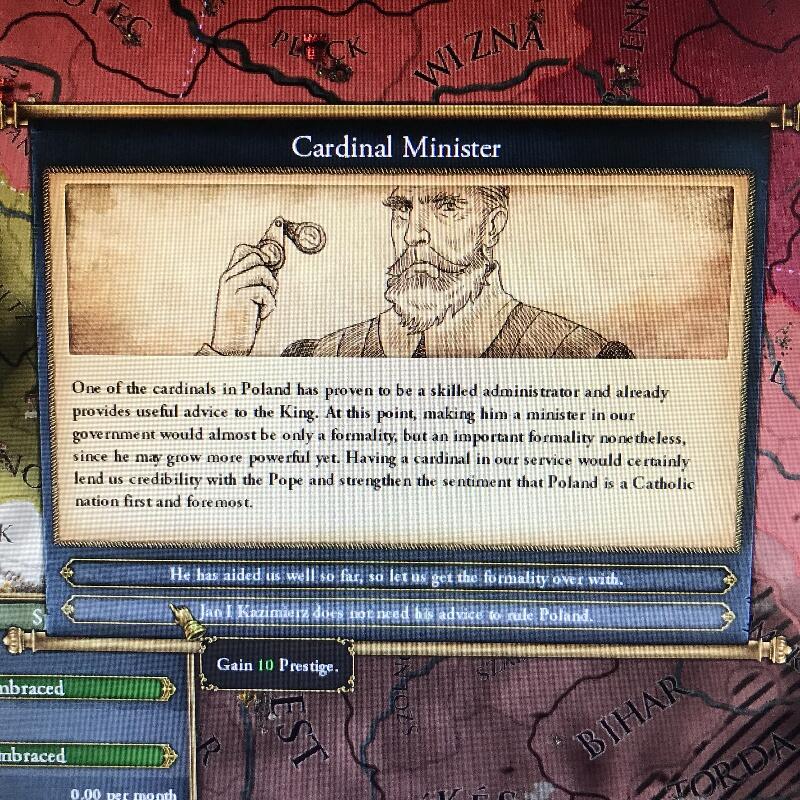 PŁOCK
WIZNA
Cardinal Minister
One of the cardinals in Poland has proven to be a skilled administrator and already
provides useful advice to the King. At this point, making him a minister in our
government would almost be only a formality, but an important formality nonetheless,
since he may grow more powerful yet. Having a cardinal in our service would certainly
lend us credibility with the Pope and strengthen the sentiment that Poland is a Catholic
nation first and foremost.
He has aided us well so far, so let us get the formality over with.
Jan I Kazimierz does not need his advice to rule Poland.
Gain 10 Prestige.
mbraced
mbraced
0.00 per month
EST
BIHAR
TORDA